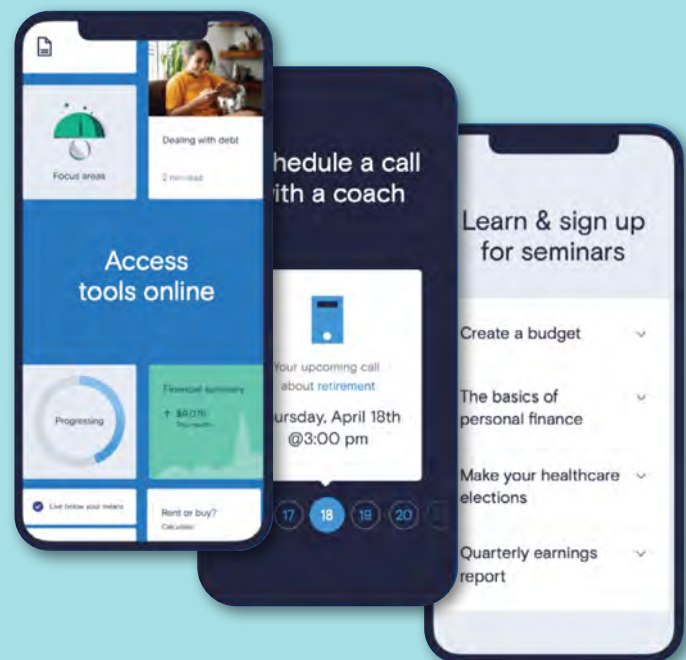 Focus areas
Dealing with debt
2 min read
Access
tools online
Progressing
Financial summary
This month
Live below your means
Rent or buy?
Calculator
hedule a call
ith a coach
Your upcoming call
about retirement
ursday, April 18th
@3:00 pm
17 18 19 20
Learn & sign up
for seminars
Create a budget
The basics of
personal finance
Make your healthcare
elections
Quarterly earnings
report